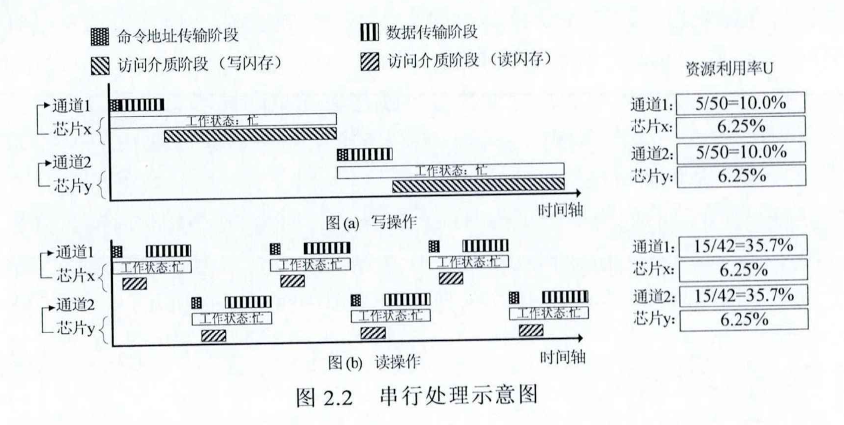 命令地址传输阶段 数据传输阶段
访问介质阶段（写闪存） 访问介质阶段（读闪存）
资源利用率U
通道1
工作状态：忙
芯片x
通道2
工作状态：忙
芯片y
时间轴
图(a) 写操作
通道1: 5/50=10.0%
芯片x: 6.25%
通道2: 5/50=10.0%
芯片y: 6.25%
通道1
工作状态:忙 工作状态:忙 工作状态:忙
芯片x
通道2
工作状态:忙 工作状态:忙 工作状态:忙
芯片y
时间轴
图(b) 读操作
通道1: 15/42=35.7%
芯片x: 6.25%
通道2: 15/42=35.7%
芯片y: 6.25%
图 2.2 串行处理示意图